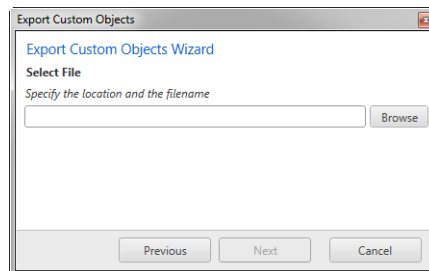 Export Custom Objects
Export Custom Objects Wizard
Select File
Specify the location and the filename
Browse
Previous Next Cancel